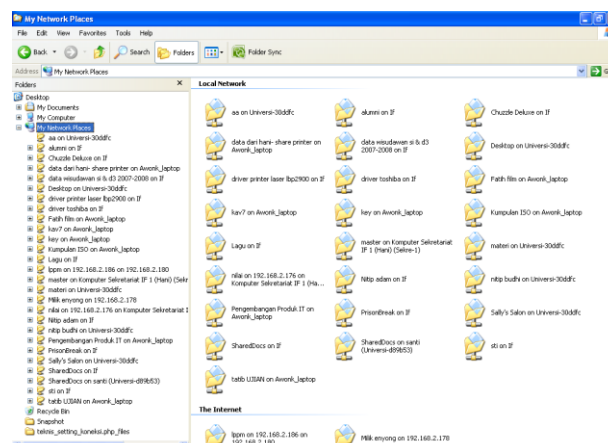 My Network Places
File Edit View Favorites Tools Help
Back Search Folders Folder Sync
Address My Network Places G
Folders X
Desktop
My Documents
My Computer
My Network Places
aa on Universi-30ddfc
alumni on If
Chuzzle Deluxe on If
data dari hani- share printer on Awonk_laptop
data wisudawan si & d3 2007-2008 on If
Desktop on Universi-30ddfc
driver printer laser lbp2900 on If
driver toshiba on If
Fatih film on Awonk_laptop
kav7 on Awonk_laptop
key on Awonk_laptop
Kumpulan ISO on Awonk_laptop
Lagu on If
lppm on 192.168.2.186 on 192.168.2.180
master on Komputer Sekretariat IF 1 (Hani) (Sekr
materi on Universi-30ddfc
Milik enyong on 192.168.2.178
nilai on 192.168.2.176 on Komputer Sekretariat I
Nitip adam on If
nitip budhi on Universi-30ddfc
Pengembangan Produk IT on Awonk_laptop
PrisonBreak on If
Sally's Salon on Universi-30ddfc
SharedDocs on If
SharedDocs on santi (Universi-d89b53)
sti on If
tatib UJIAN on Awonk_laptop
Recycle Bin
Snapshot
teknis_setting_koneksi.php_files
Local Network
aa on Universi-30ddfc
alumni on If
Chuzzle Deluxe on If
data dari hani- share printer on
Awonk_laptop
data wisudawan si & d3
2007-2008 on If
Desktop on Universi-30ddfc
driver printer laser lbp2900 on If
driver toshiba on If
Fatih film on Awonk_laptop
kav7 on Awonk_laptop
key on Awonk_laptop
Kumpulan ISO on Awonk_laptop
Lagu on If
master on Komputer Sekretariat
IF 1 (Hani) (Sekre-1)
materi on Universi-30ddfc
nilai on 192.168.2.176 on
Komputer Sekretariat IF 1 (Ha...
Nitip adam on If
nitip budhi on Universi-30ddfc
Pengembangan Produk IT on
Awonk_laptop
PrisonBreak on If
Sally's Salon on Universi-30ddfc
SharedDocs on If
SharedDocs on santi
(Universi-d89b53)
sti on If
tatib UJIAN on Awonk_laptop
The Internet
lppm on 192.168.2.186 on
192.168.2.180
Milik enyong on 192.168.2.178